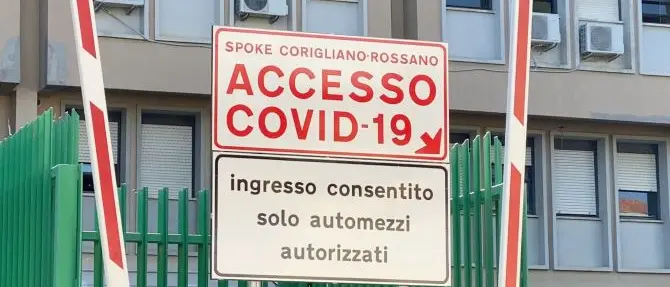 SPOKE CORIGLIANO-ROSSANO
ACCESSO
COVID-19
ingresso consentito
solo automezzi
autorizzati